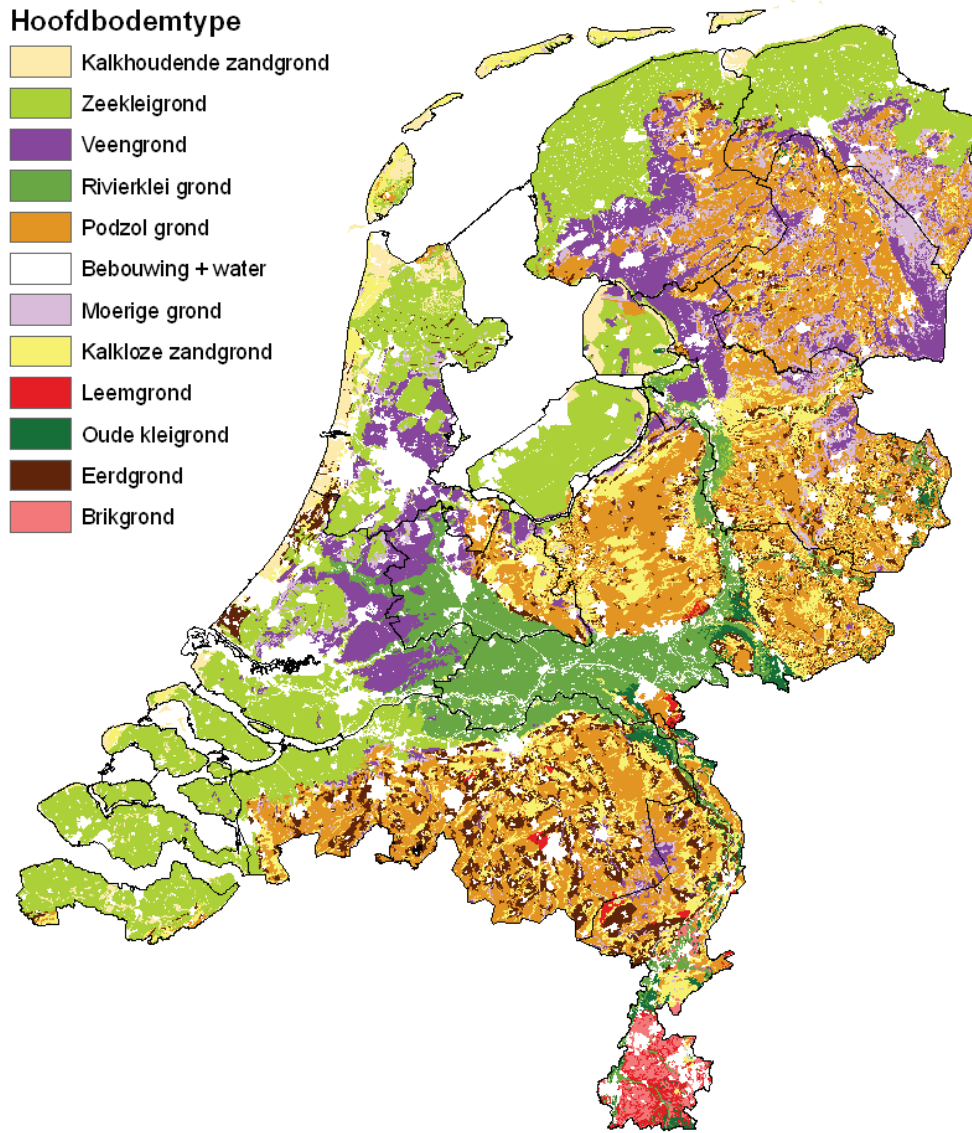 Hoofdbodemtype
Kalkhoudende zandgrond
Zeekleigrond
Veengrond
Rivierklei grond
Podzol grond
Bebouwing + water
Moerige grond
Kalkloze zandgrond
Leemgrond
Oude kleigrond
Eerdgrond
Brikgrond